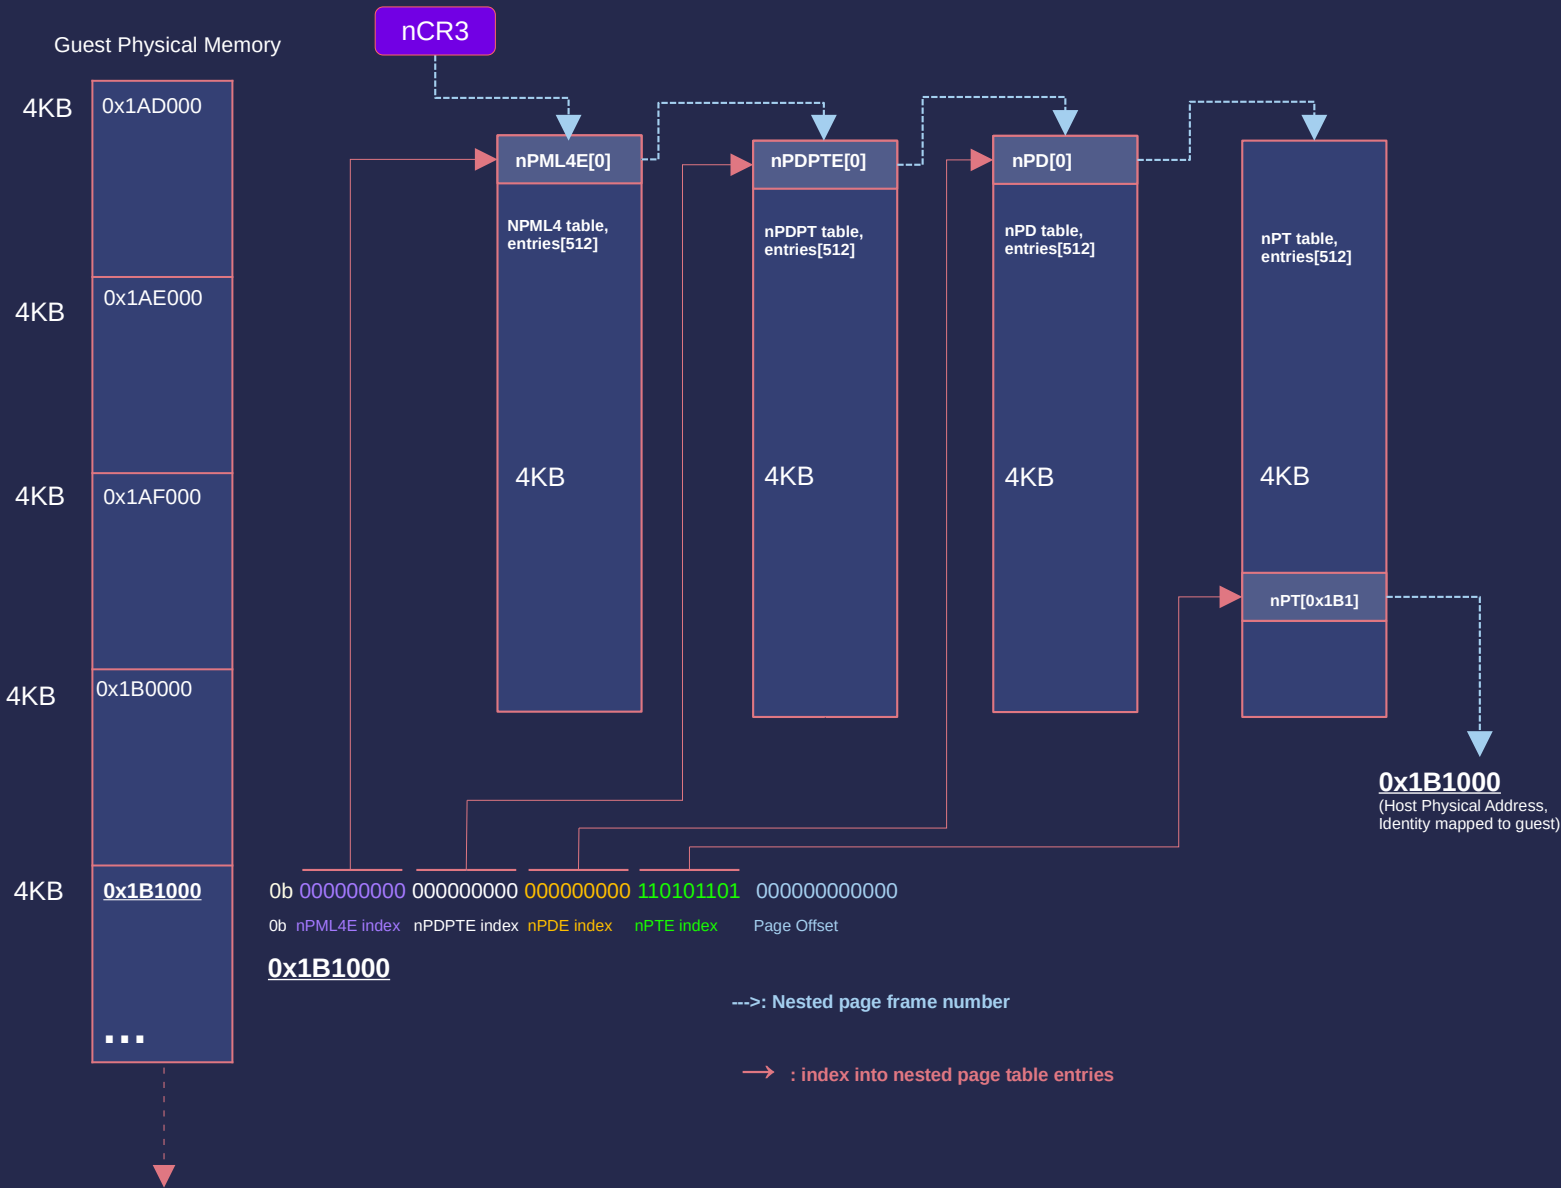 nCR3
Guest Physical Memory
4KB
0x1AD000
4KB
0x1AE000
4KB
0x1AF000
4KB
0x1B0000
4KB
0x1B1000
...
nPML4E[0]
NPML4 table,
entries[512]
4KB
nPDPTE[0]
nPDPT table,
entries[512]
4KB
nPD[0]
nPD table,
entries[512]
4KB
nPT table,
entries[512]
4KB
nPT[0x1B1]
0x1B1000
(Host Physical Address,
Identity mapped to guest)
0b 000000000 000000000 000000000 110101101 000000000000
0b nPML4E index nPDPTE index nPDE index nPTE index Page Offset
0x1B1000
--->: Nested page frame number
→ : index into nested page table entries